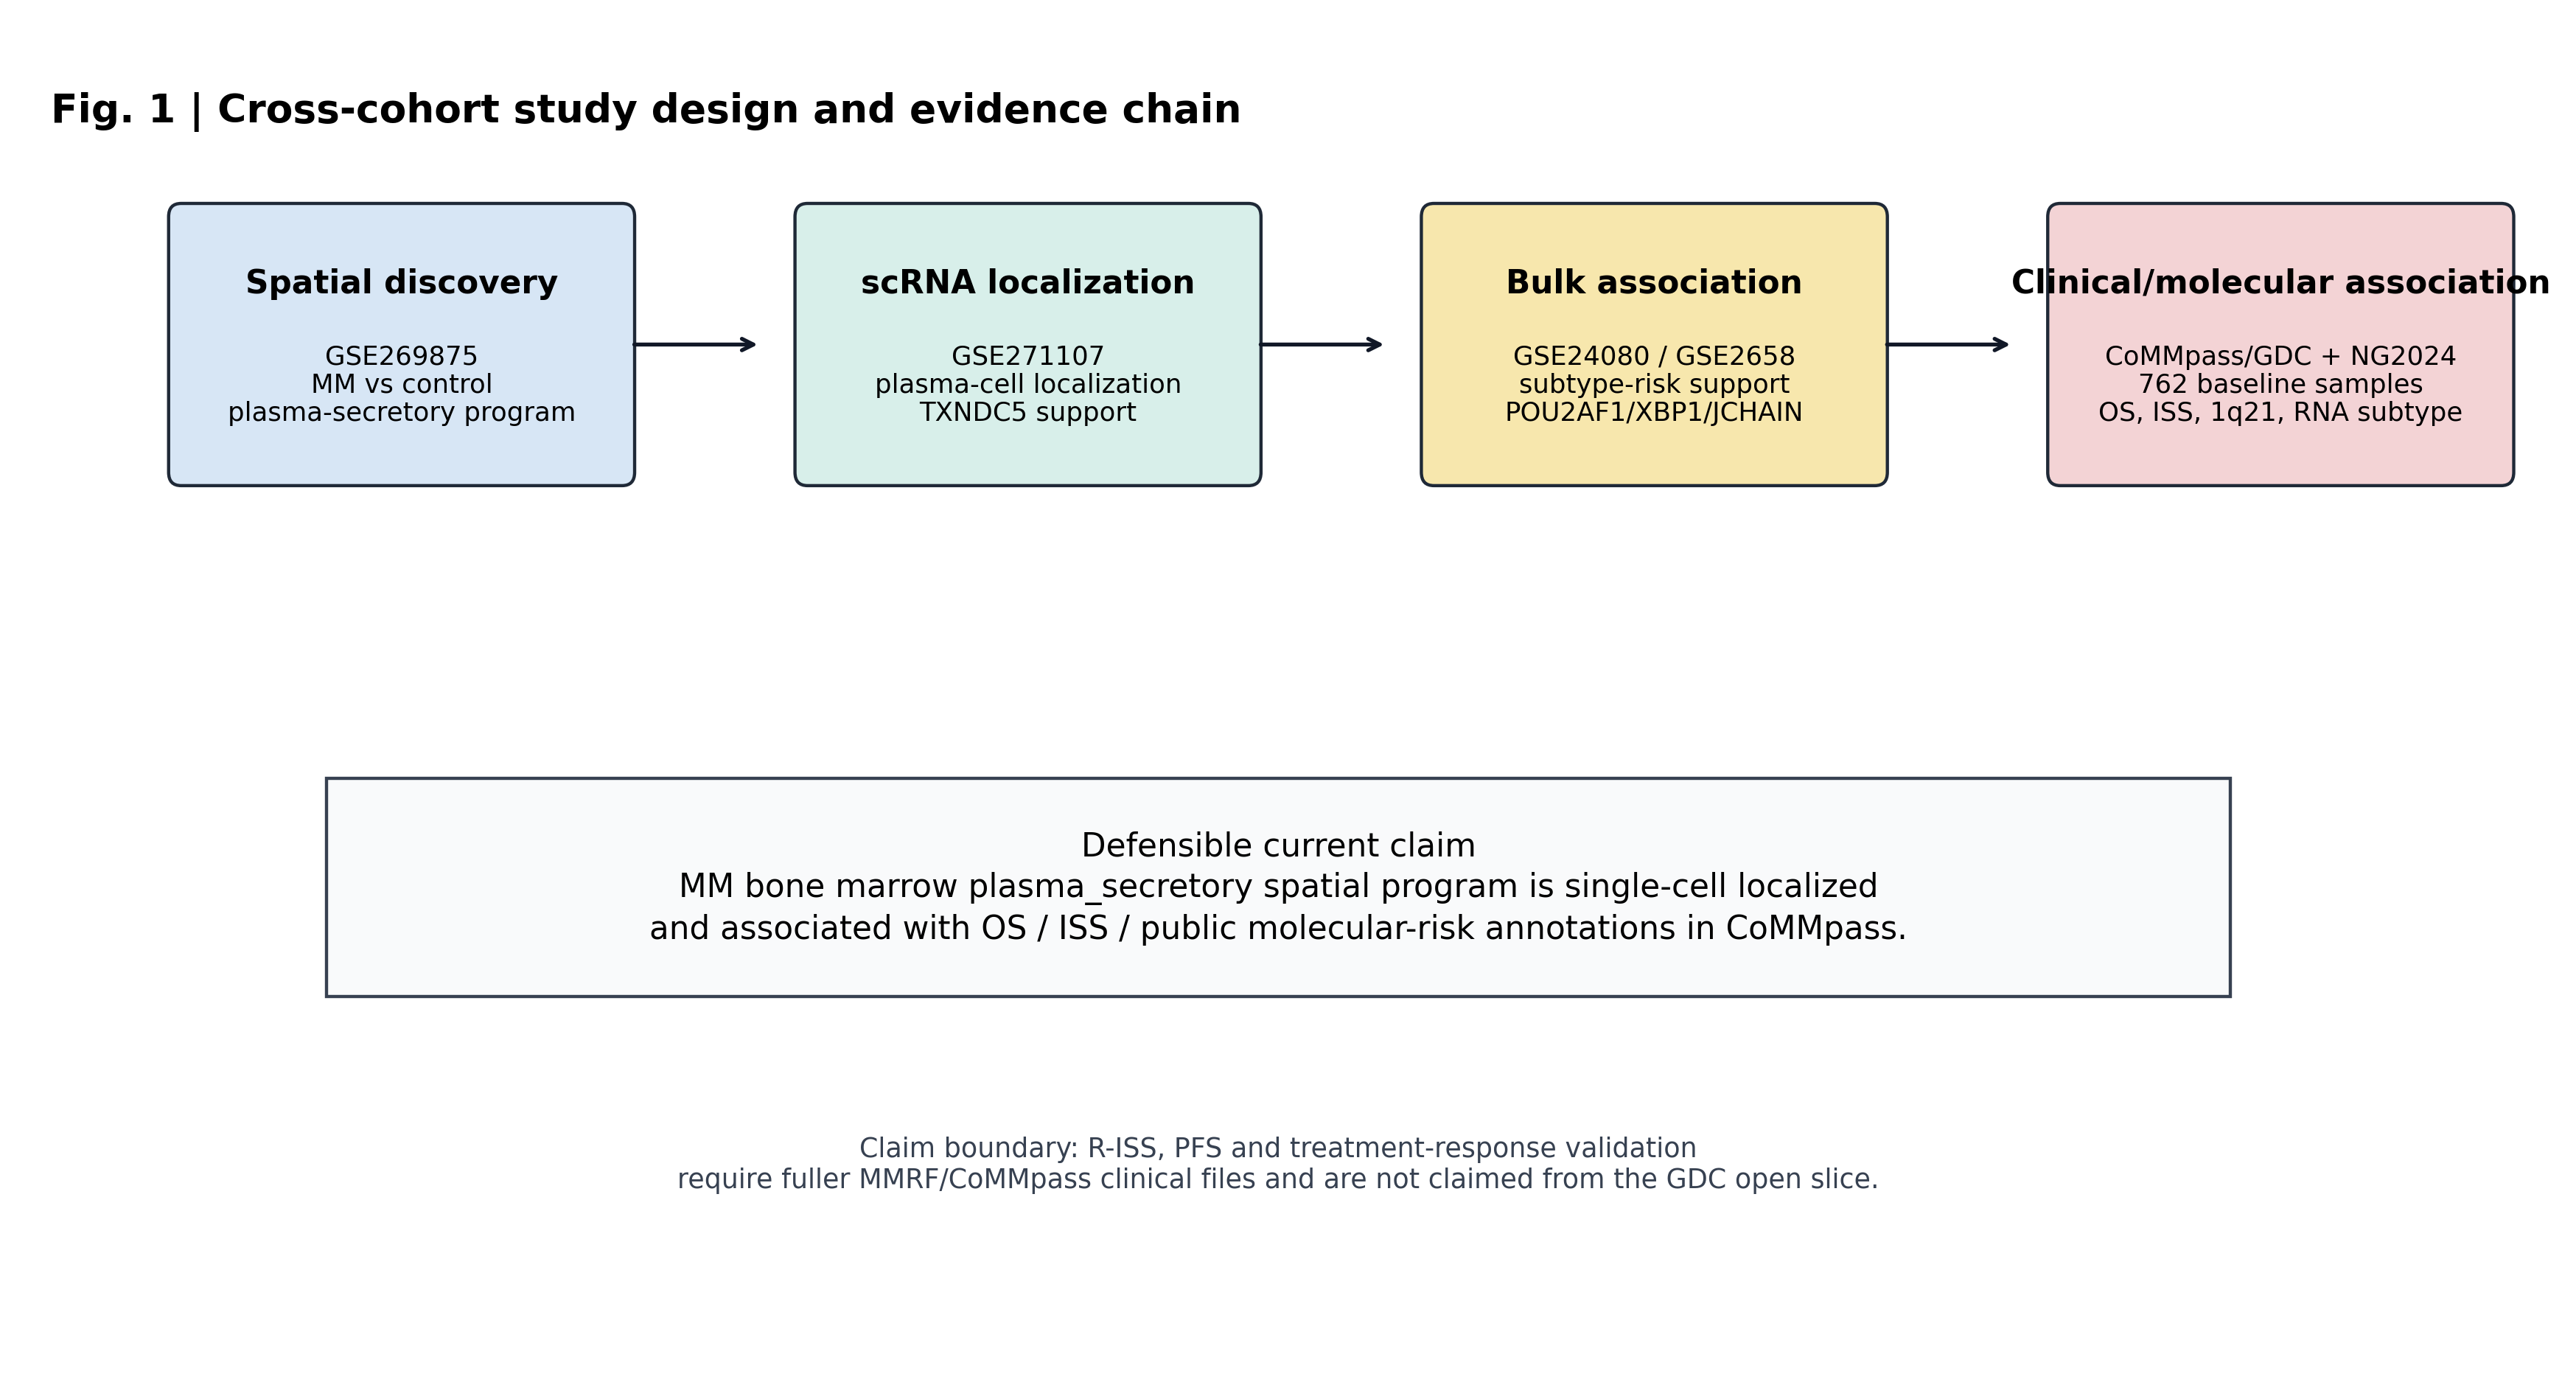 Fig. 1 | Cross-cohort study design and evidence chain
Spatial discovery
GSE269875
MM vs control
plasma-secretory program
scRNA localization
GSE271107
plasma-cell localization
TXNDC5 support
Bulk association
GSE24080 / GSE2658
subtype-risk support
POU2AF1/XBP1/JCHAIN
Clinical/molecular association
CoMMpass/GDC + NG2024
762 baseline samples
OS, ISS, 1q21, RNA subtype
Defensible current claim
MM bone marrow plasma_secretory spatial program is single-cell localized
and associated with OS / ISS / public molecular-risk annotations in CoMMpass.
Claim boundary: R-ISS, PFS and treatment-response validation
require fuller MMRF/CoMMpass clinical files and are not claimed from the GDC open slice.